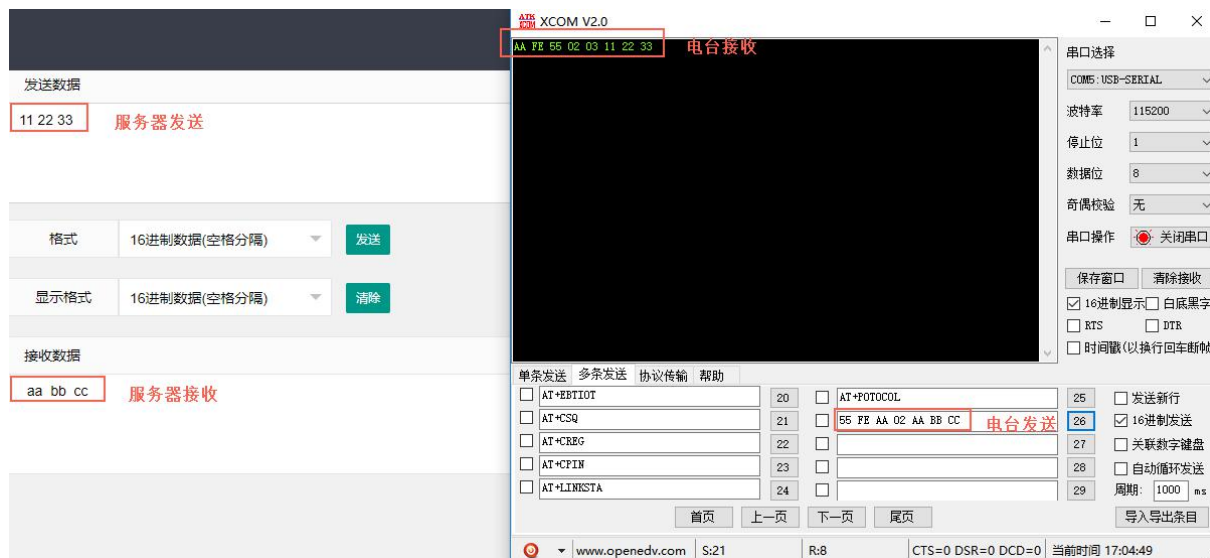 发送数据
11 22 33
服务器发送
格式
16进制数据(空格分隔)
发送
显示格式
16进制数据(空格分隔)
清除
接收数据
aa bb cc
服务器接收
ATK XCOM
XCOM V2.0
AA FE 55 02 03 11 22 33
电台接收
串口选择
COM5:USB-SERIAL
波特率
115200
停止位
1
数据位
8
奇偶校验
无
串口操作
关闭串口
保存窗口
清除接收
16进制显示
白底黑字
RTS
DTR
时间戳(以换行回车断帧
单条发送
多条发送
协议传输
帮助
AT+EBTIOT
20
AT+POTOCOL
25
发送新行
AT+CSQ
21
55 FE AA 02 AA BB CC
电台发送
26
16进制发送
AT+CREG
22
27
关联数字键盘
AT+CPIN
23
28
自动循环发送
AT+LINKSTA
24
29
周期:
1000
ms
首页
上一页
下一页
尾页
导入导出条目
www.openedv.com
S:21
R:8
CTS=0 DSR=0 DCD=0
当前时间 17:04:49